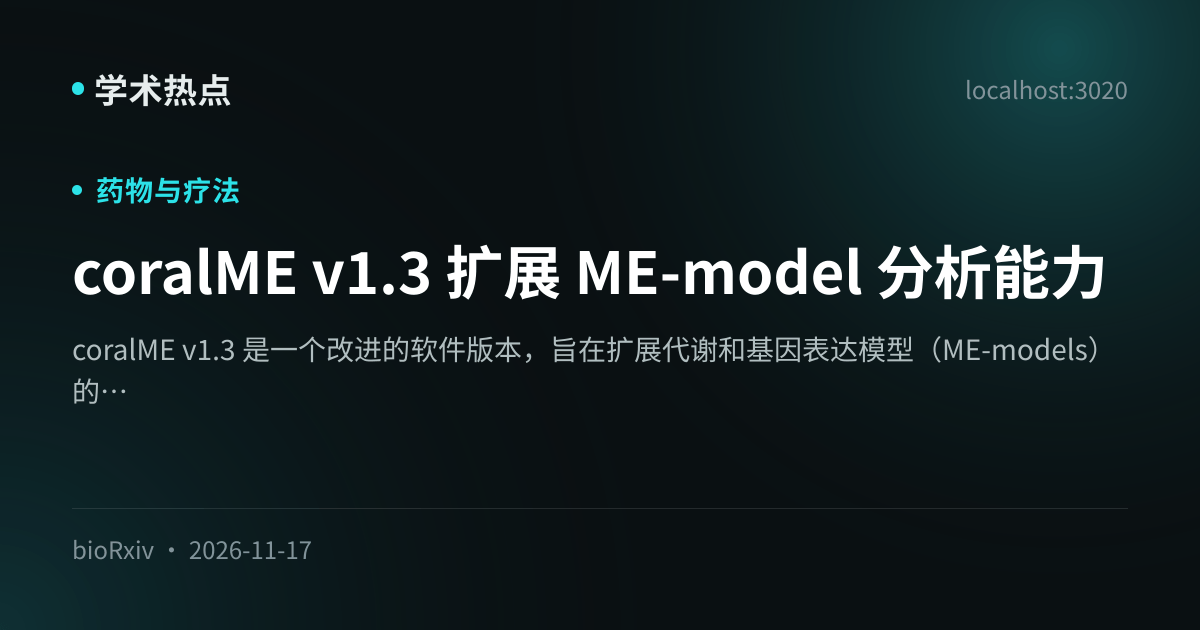 学术热点
localhost:3020
药物与疗法
coralME v1.3 扩展 ME-model 分析能力
coralME v1.3 是一个改进的软件版本，旨在扩展代谢和基因表达模型（ME-models）
的…
bioRxiv · 2026-11-17